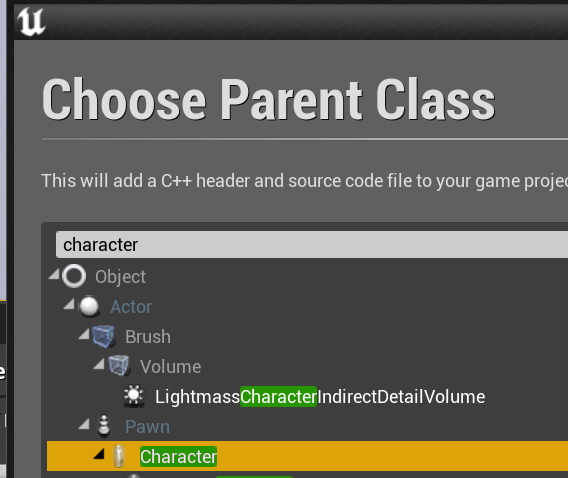 Choose Parent Class
This will add a C++ header and source code file to your game
character
Object
Actor
Brush
Volume
LightmassCharacterIndirectDetailVolume
Pawn
Character